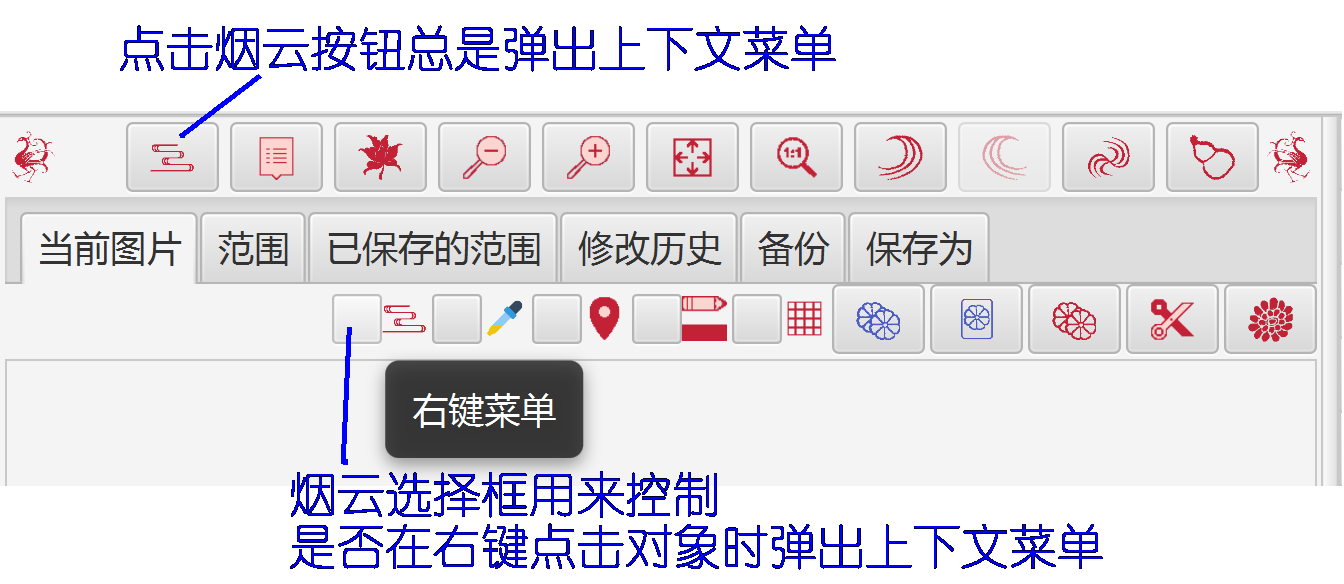 点击烟云按钮总是弹出上下文菜单
1:1
当前图片 范围 已保存的范围 修改历史 备份 保存为
右键菜单
烟云选择框用来控制
是否在右键点击对象时弹出上下文菜单